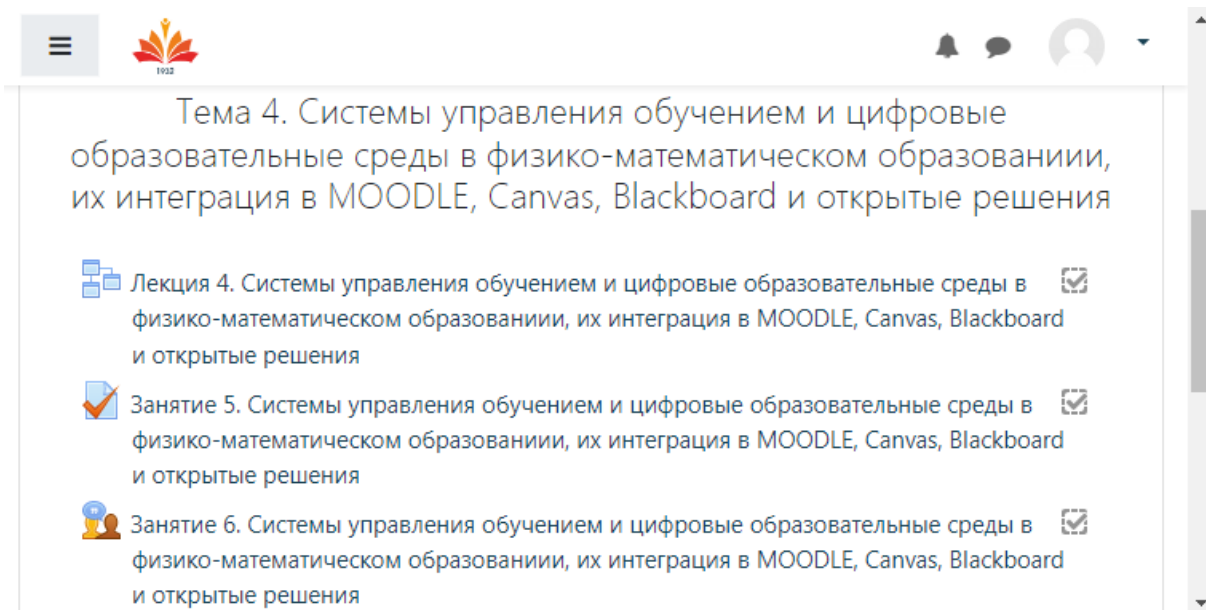 1932
Тема 4. Системы управления обучением и цифровые
образовательные среды в физико-математическом образованиии,
их интеграция в MOODLE, Canvas, Blackboard и открытые решения
Лекция 4. Системы управления обучением и цифровые образовательные среды в
физико-математическом образованиии, их интеграция в MOODLE, Canvas, Blackboard
и открытые решения
Занятие 5. Системы управления обучением и цифровые образовательные среды в
физико-математическом образованиии, их интеграция в MOODLE, Canvas, Blackboard
и открытые решения
Занятие 6. Системы управления обучением и цифровые образовательные среды в
физико-математическом образованиии, их интеграция в MOODLE, Canvas, Blackboard
и открытые решения